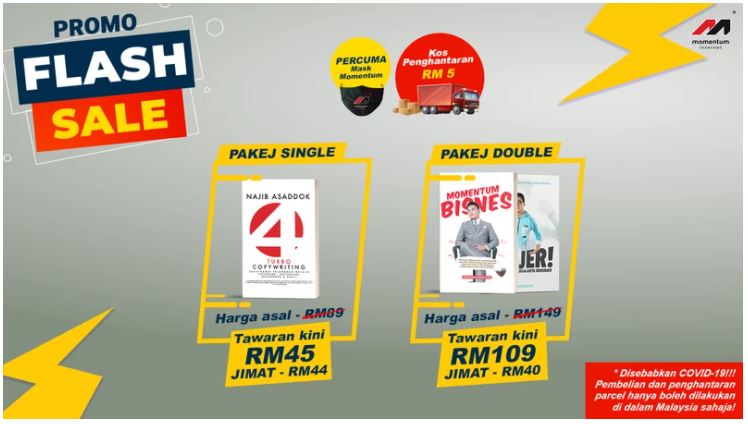 PROMO
FLASH
SALE
PERCUMA
Mask
Momentum
Kos
Penghantaran
RM 5
momentum
internet
PAKEJ SINGLE
NAJIB ASADDOK
4
TURBO
COPYWRITING
Harga asal - RM89
Tawaran kini
RM45
JIMAT - RM44
PAKEJ DOUBLE
MOMENTUM
BISNES
JER!
Harga asal - RM149
Tawaran kini
RM109
JIMAT - RM40
* Disebabkan COVID-19!!!
Pembelian dan penghantaran
parcel hanya boleh dilakukan
di dalam Malaysia sahaja!